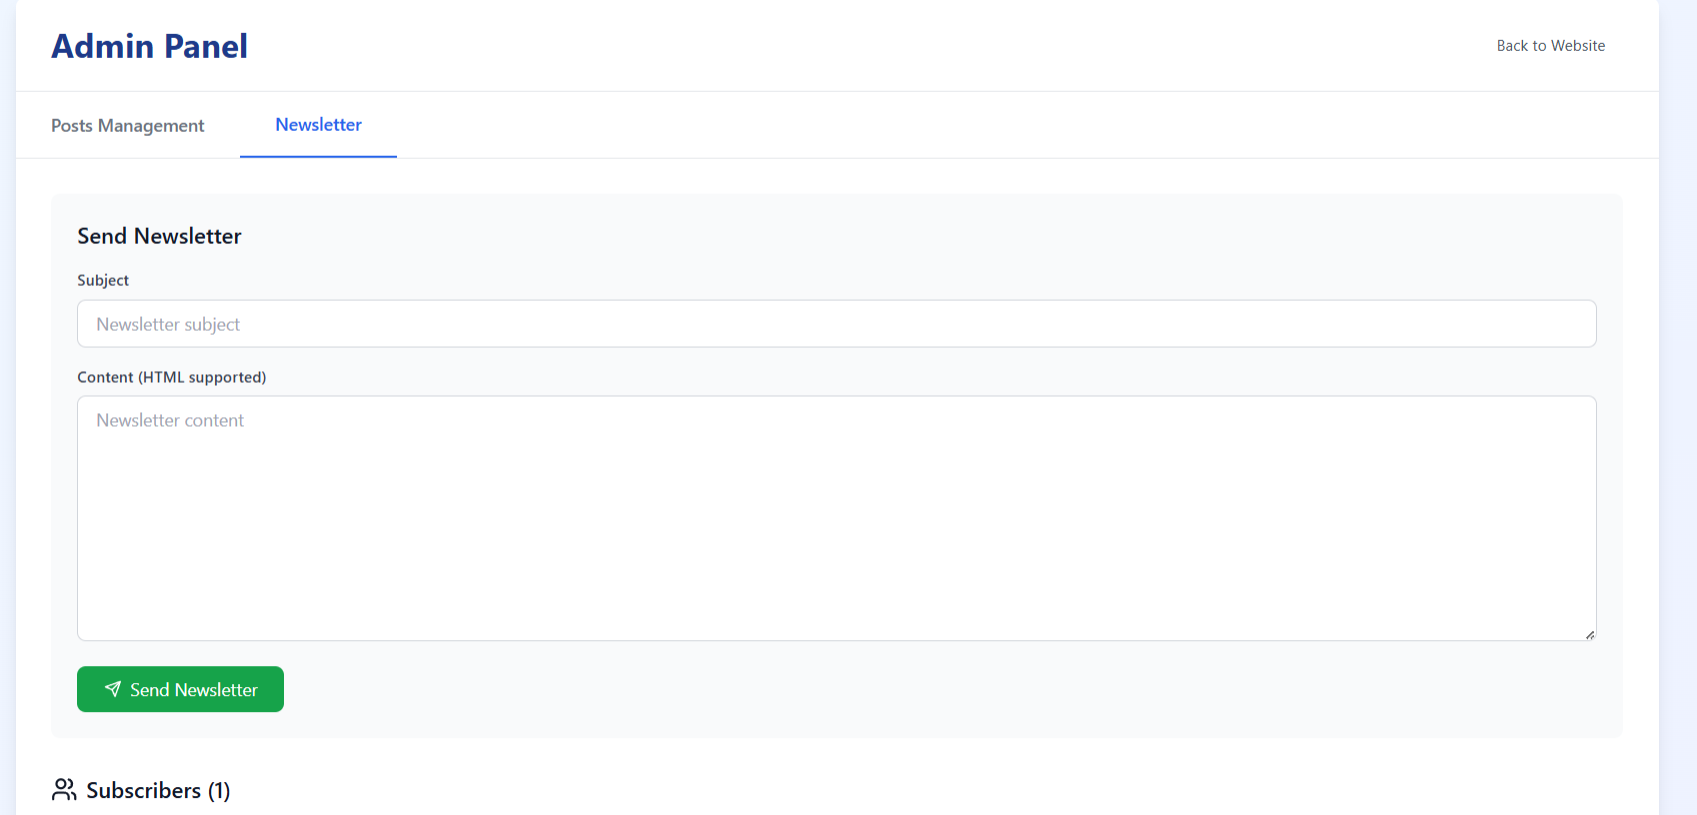 Admin Panel
Back to Website
Posts Management
Newsletter
Send Newsletter
Subject
Newsletter subject
Content (HTML supported)
Newsletter content
Send Newsletter
Subscribers (1)